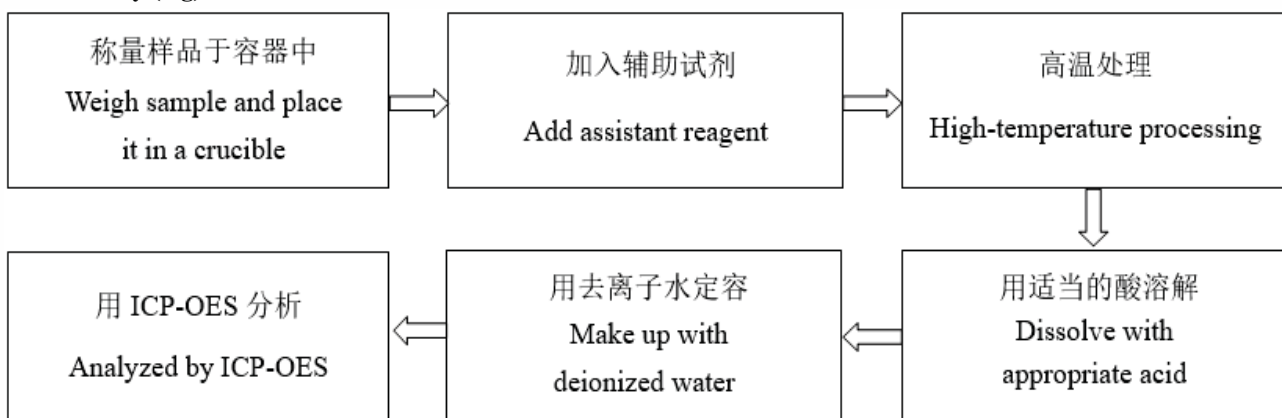 称量样品于容器中
Weigh sample and place
it in a crucible
加入辅助试剂
Add assistant reagent
高温处理
High-temperature processing
用适当的酸溶解
Dissolve with
appropriate acid
用去离子水定容
Make up with
deionized water
用 ICP-OES 分析
Analyzed by ICP-OES